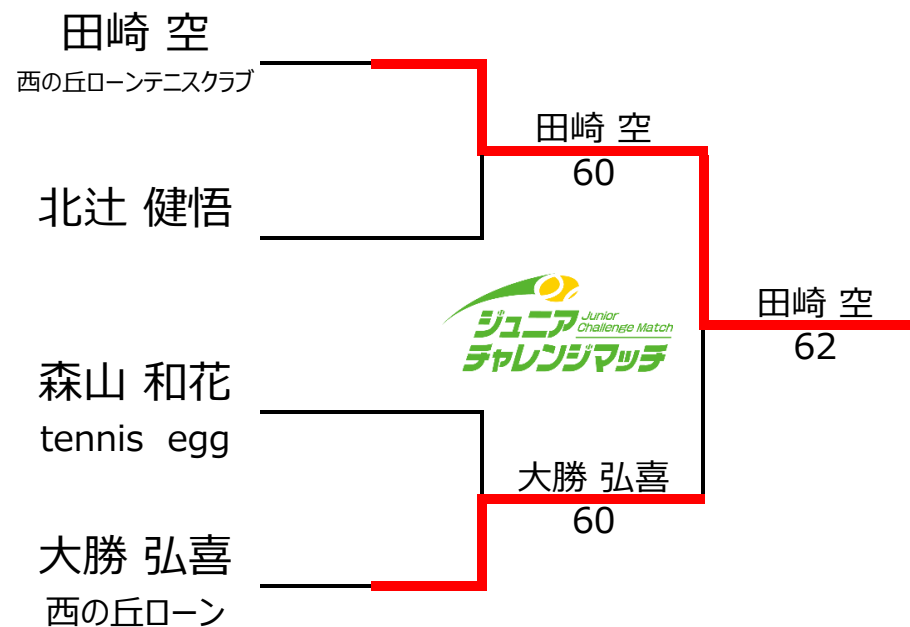 田崎 空
西の丘ローンテニスクラブ
田崎 空
60
北辻 健悟
ジュニア Junior Challenge Match
チャレンジマッチ
田崎 空
62
森山 和花
tennis egg
大勝 弘喜
60
大勝 弘喜
西の丘ローン